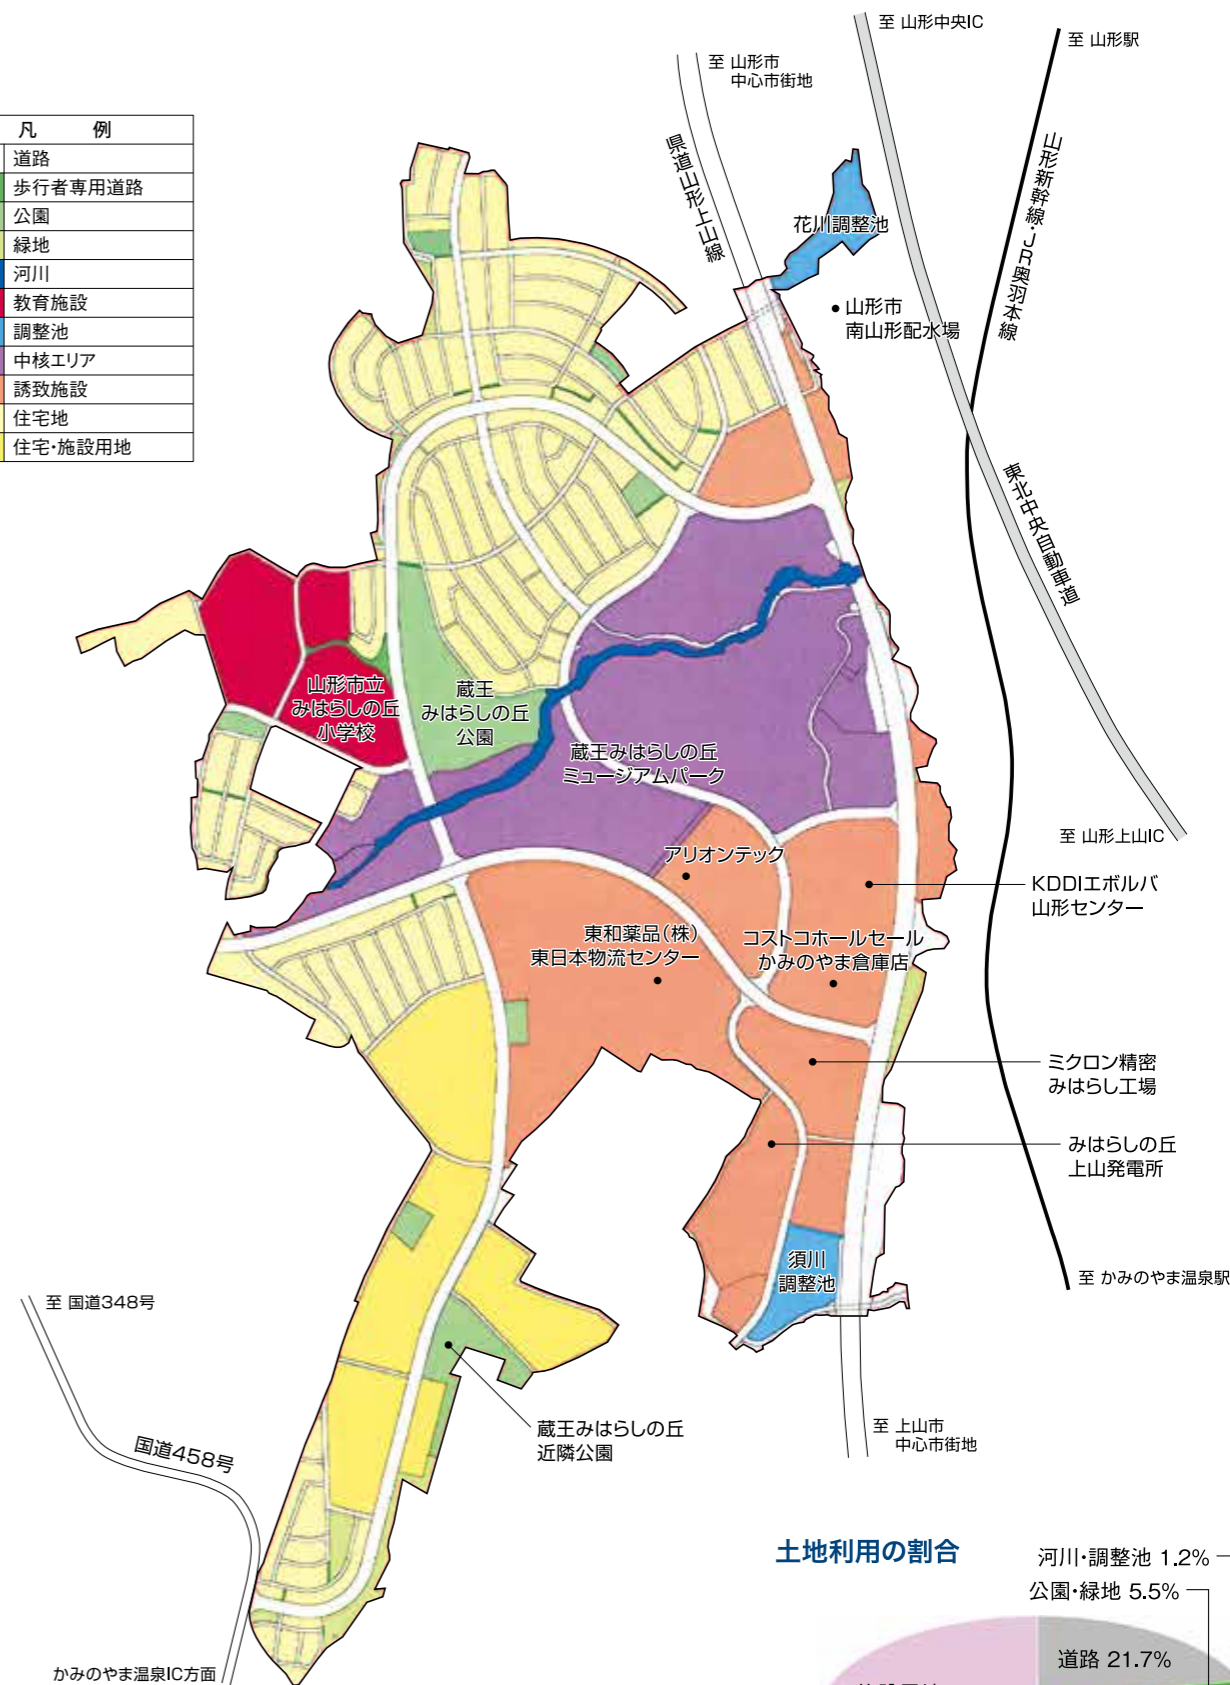 至 山形中央IC
至 山形駅
至 山形市
中心市街地
凡 例
道路
歩行者専用道路
公園
緑地
河川
教育施設
調整池
中核エリア
誘致施設
住宅地
住宅・施設用地
県道山形上山線
山形新幹線・JR奥羽本線
花川調整池
山形市
南山形配水場
東北中央自動車道
山形市立
みはらしの丘
小学校
蔵王
みはらしの丘
公園
蔵王みはらしの丘
ミュージアムパーク
至 山形上山IC
アリオンテック
KDDIエボルバ
山形センター
東和薬品(株)
東日本物流センター
コストコホールセール
かみのやま倉庫店
ミクロン精密
みはらし工場
みはらしの丘
上山発電所
須川
調整池
至 かみのやま温泉駅
至 国道348号
国道458号
蔵王みはらしの丘
近隣公園
至 上山市
中心市街地
かみのやま温泉IC方面
土地利用の割合
河川・調整池 1.2%
公園・緑地 5.5%
道路 21.7%